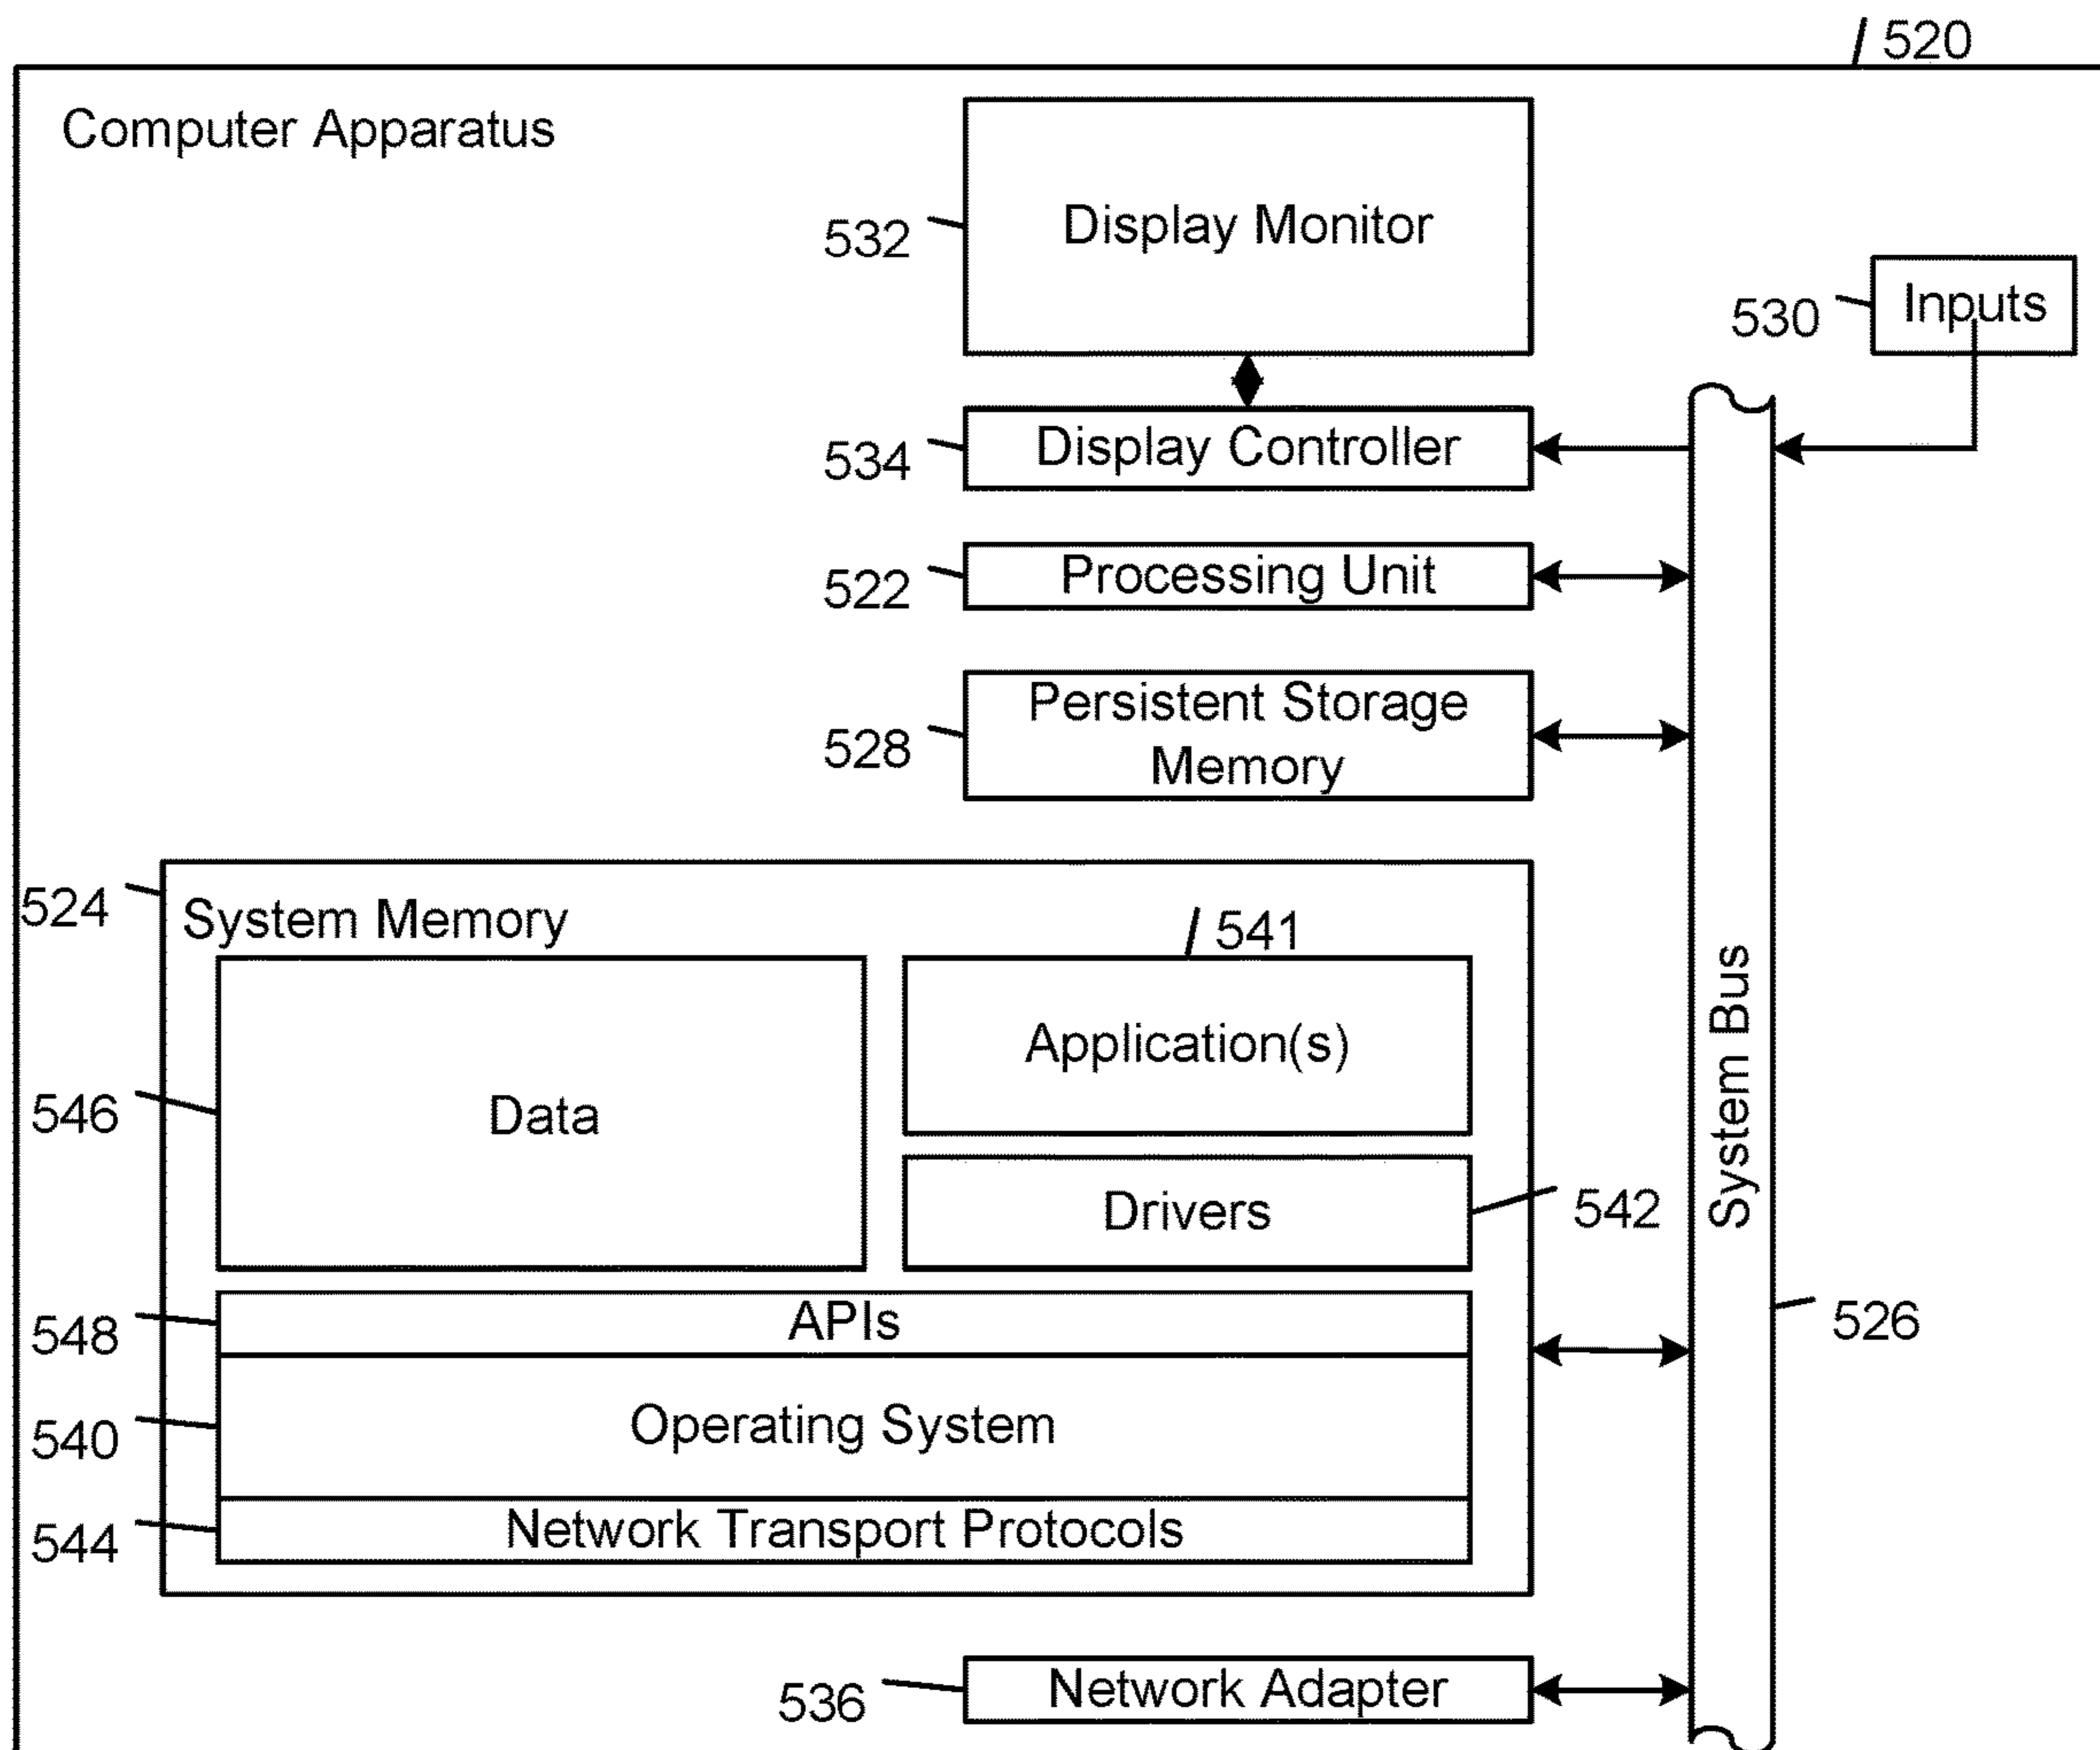 520
Computer Apparatus
Display Monitor
532
Inputs
530
Display Controller
534
Processing Unit
522
Persistent Storage
Memory
528
524
System Memory
541
Application(s)
Data
546
Drivers
542
System Bus
526
APIs
548
Operating System
540
Network Transport Protocols
544
Network Adapter
536